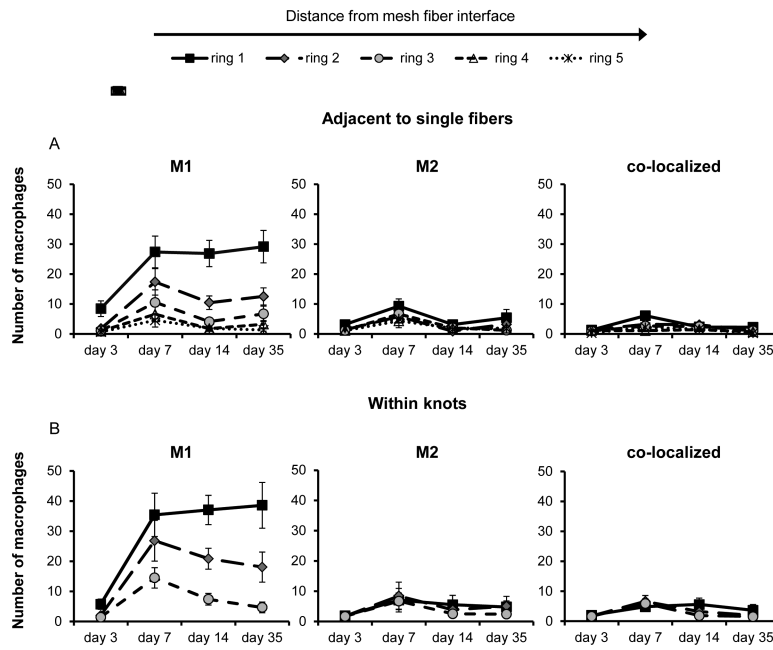 Distance from mesh fiber interface
ring 1 ring 2 ring 3 ring 4 ring 5
Adjacent to single fibers
A
M1 M2 co-localized
Number of macrophages
50 50 50
40 40 40
30 30 30
20 20 20
10 10 10
0 0 0
day 3 day 7 day 14 day 35 day 3 day 7 day 14 day 35 day 3 day 7 day 14 day 35
Within knots
B
M1 M2 co-localized
Number of macrophages
50 50 50
40 40 40
30 30 30
20 20 20
10 10 10
0 0 0
day 3 day 7 day 14 day 35 day 3 day 7 day 14 day 35 day 3 day 7 day 14 day 35